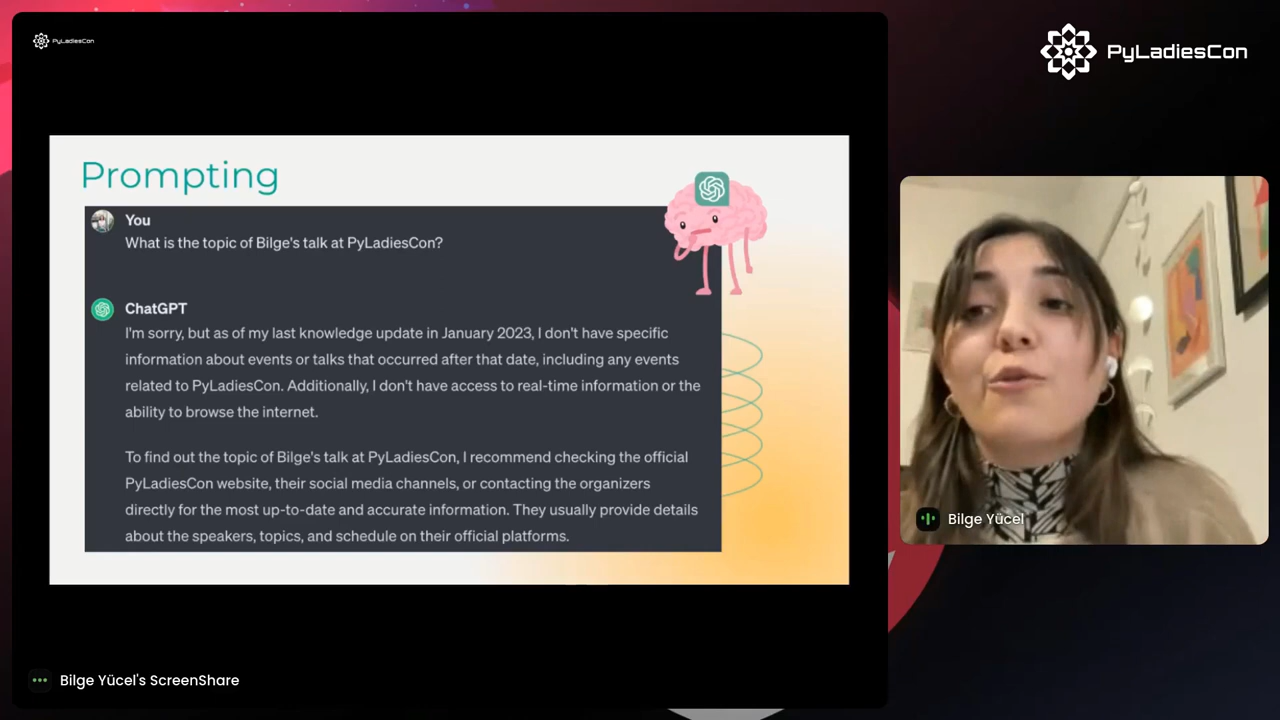 PyLadiesCon
PyLadiesCon
Prompting
You
What is the topic of Bilge's talk at PyLadiesCon?
ChatGPT
I'm sorry, but as of my last knowledge update in January 2023, I don't have specific
information about events or talks that occurred after that date, including any events
related to PyLadiesCon. Additionally, I don't have access to real-time information or the
ability to browse the internet.
To find out the topic of Bilge's talk at PyLadiesCon, I recommend checking the official
PyLadiesCon website, their social media channels, or contacting the organizers
directly for the most up-to-date and accurate information. They usually provide details
about the speakers, topics, and schedule on their official platforms.
Bilge Yücel
Bilge Yücel's ScreenShare